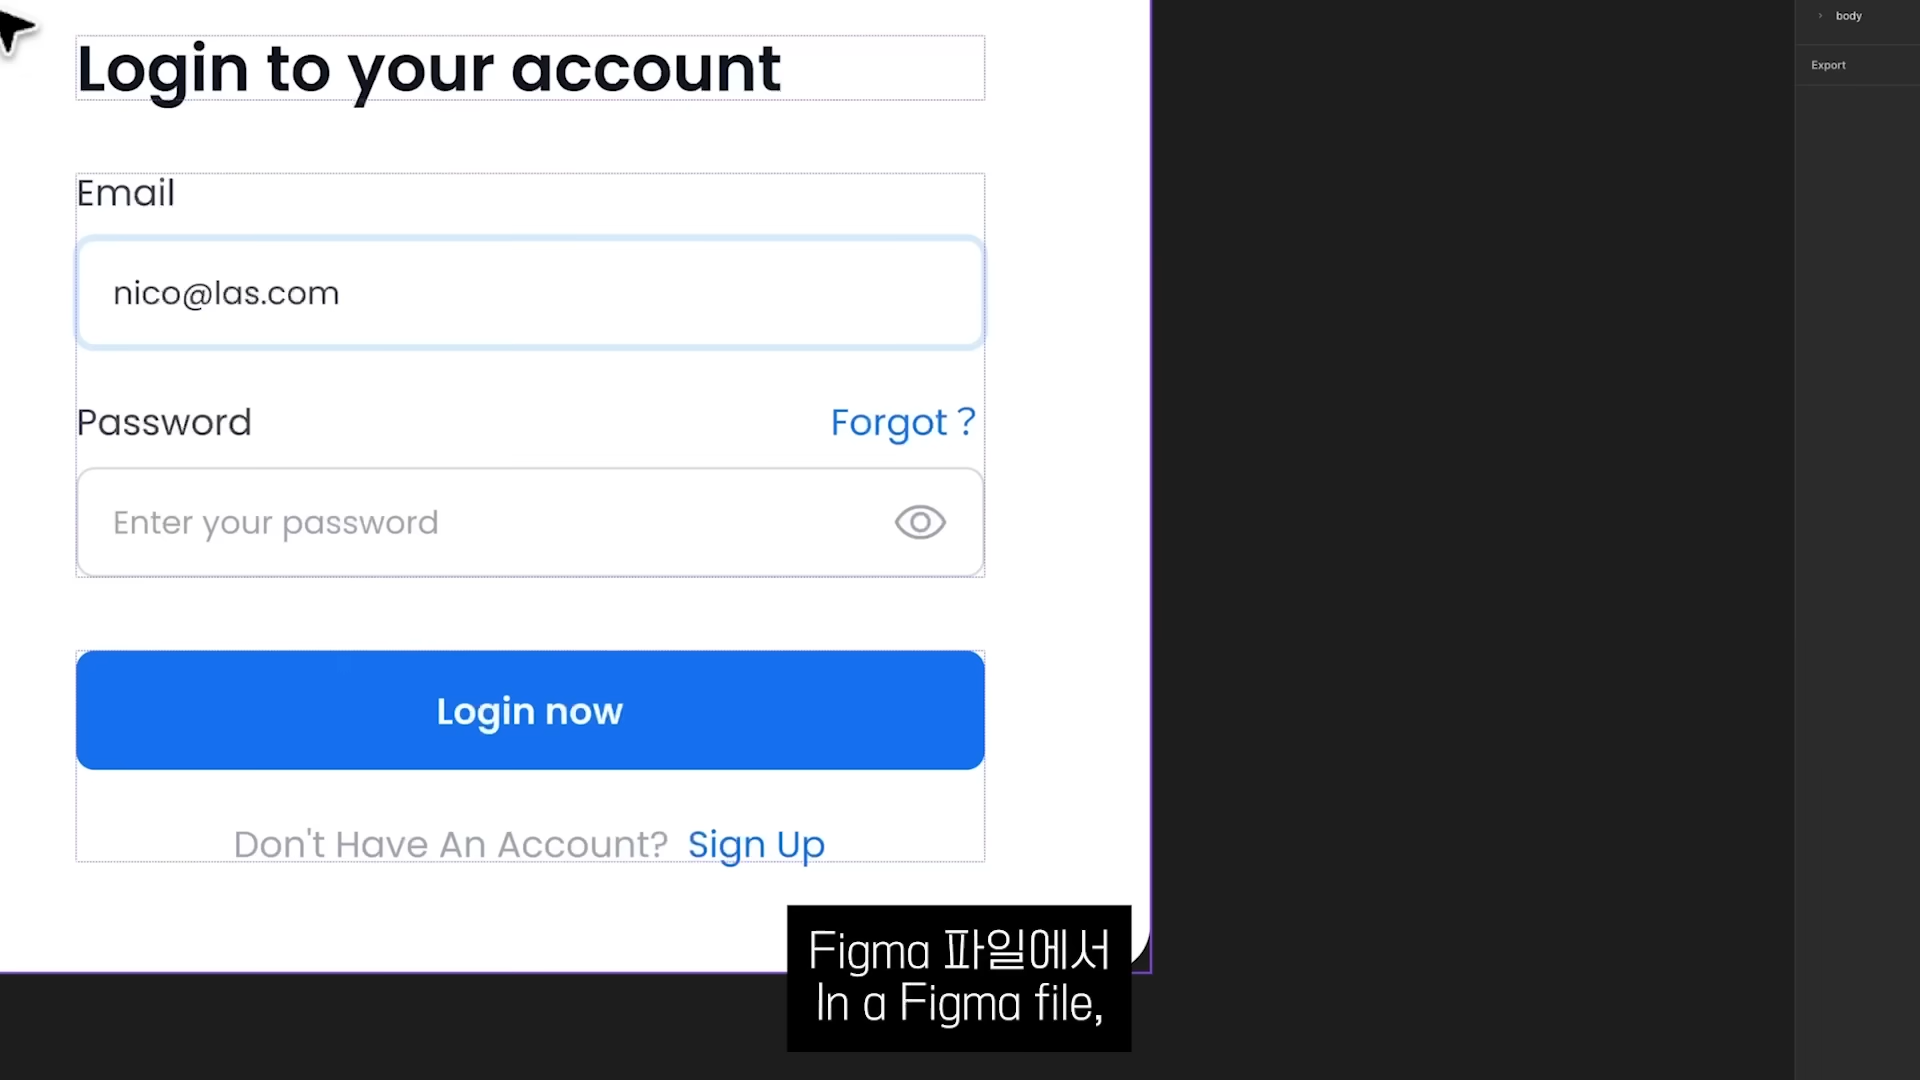 body
Export
Login to your account
Email
nico@las.com
Password
Forgot ?
Enter your password
Login now
Don't Have An Account? Sign Up
Figma 파일에서
In a Figma file,